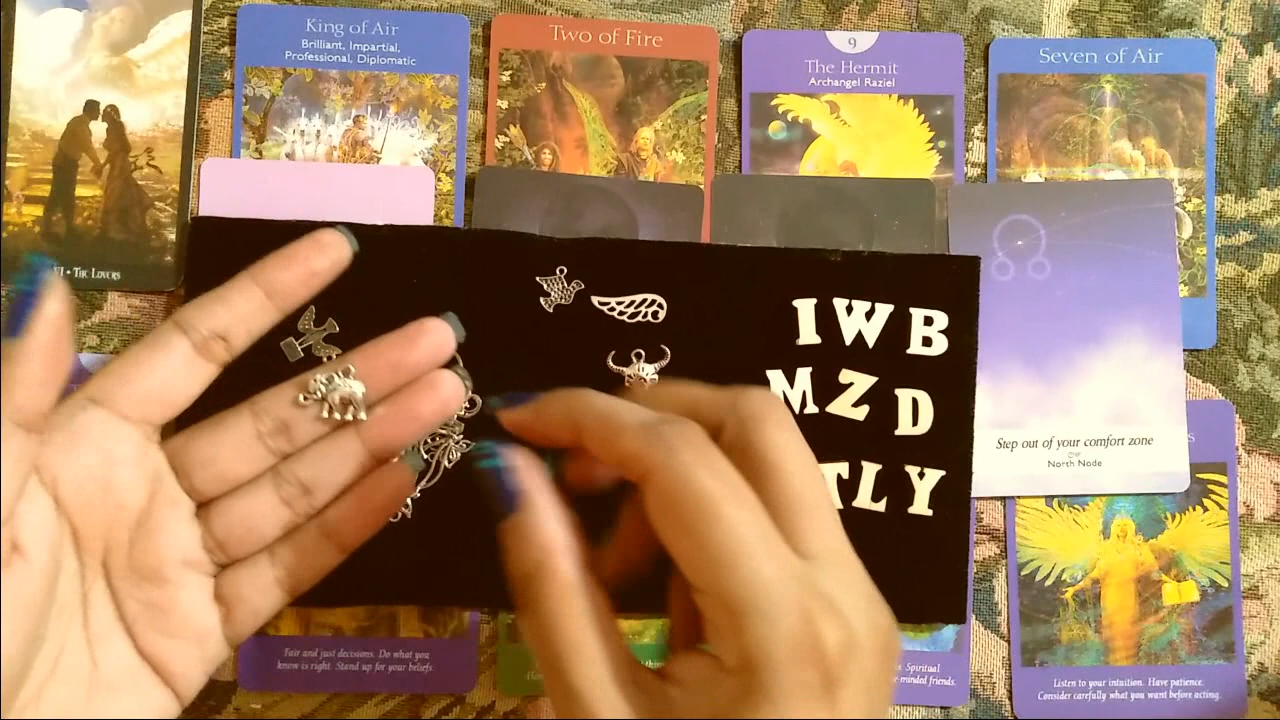 King of Air
Brilliant, Impartial,
Professional, Diplomatic
Two of Fire
9
The Hermit
Archangel Raziel
Seven of Air
VI • The Lovers
I W B
M Z D
T L Y
Step out of your comfort zone
North Node
Fair and just decisions. Do what you
know is right. Stand up for your beliefs.
Spiritual
-minded friends.
Listen to your intuition. Have patience.
Consider carefully what you want before acting.